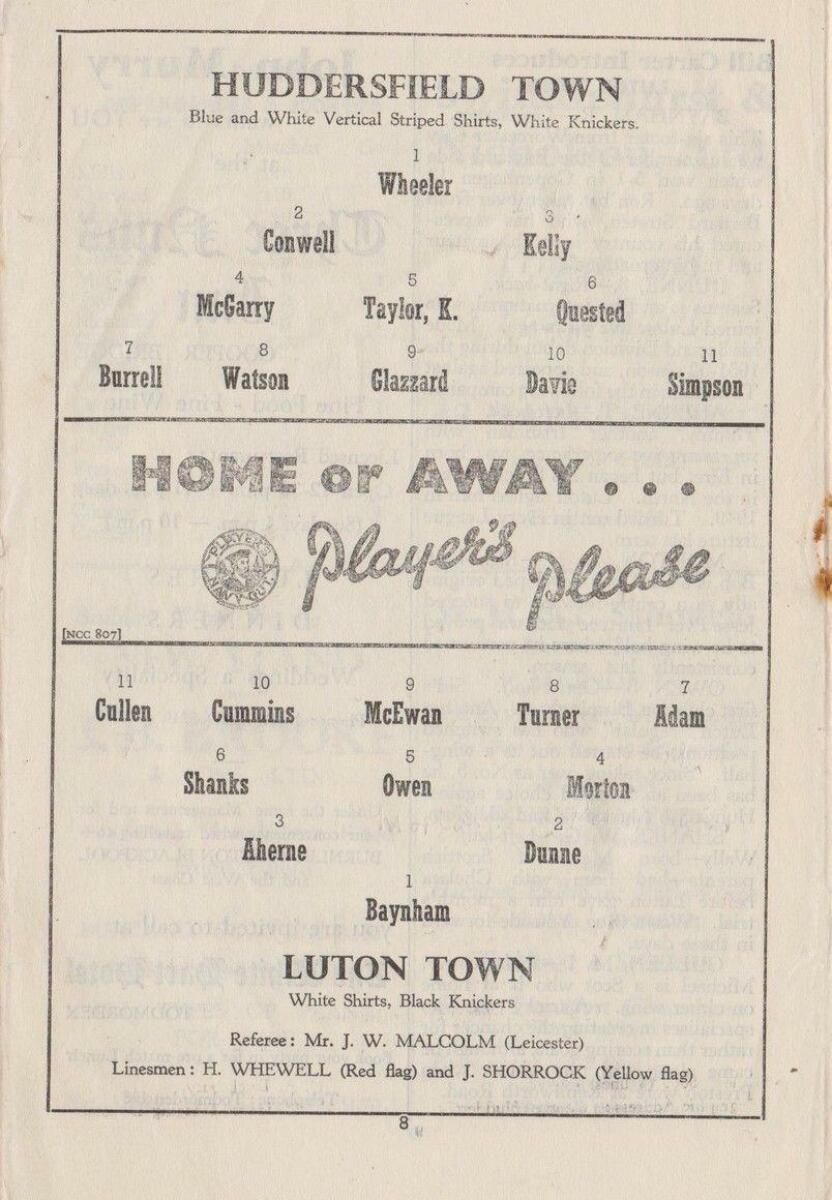 HUDDERSFIELD TOWN
Blue and White Vertical Striped Shirts, White Knickers.
1
Wheeler
2 3
Conwell Kelly
4 5 6
McGarry Taylor, K. Quested
7 8 9 10 11
Burrell Watson Glazzard Davie Simpson
HOME or AWAY . . .
PLAYER'S NAVY CUT
Player's Please
[NCC 807]
11 10 9 8 7
Cullen Cummins McEwan Turner Adam
6 5 4
Shanks Owen Morton
3 2
Aherne Dunne
1
Baynham
LUTON TOWN
White Shirts, Black Knickers
Referee : Mr. J. W. MALCOLM (Leicester)
Linesmen : H. WHEWELL (Red flag) and J. SHORROCK (Yellow flag)
8